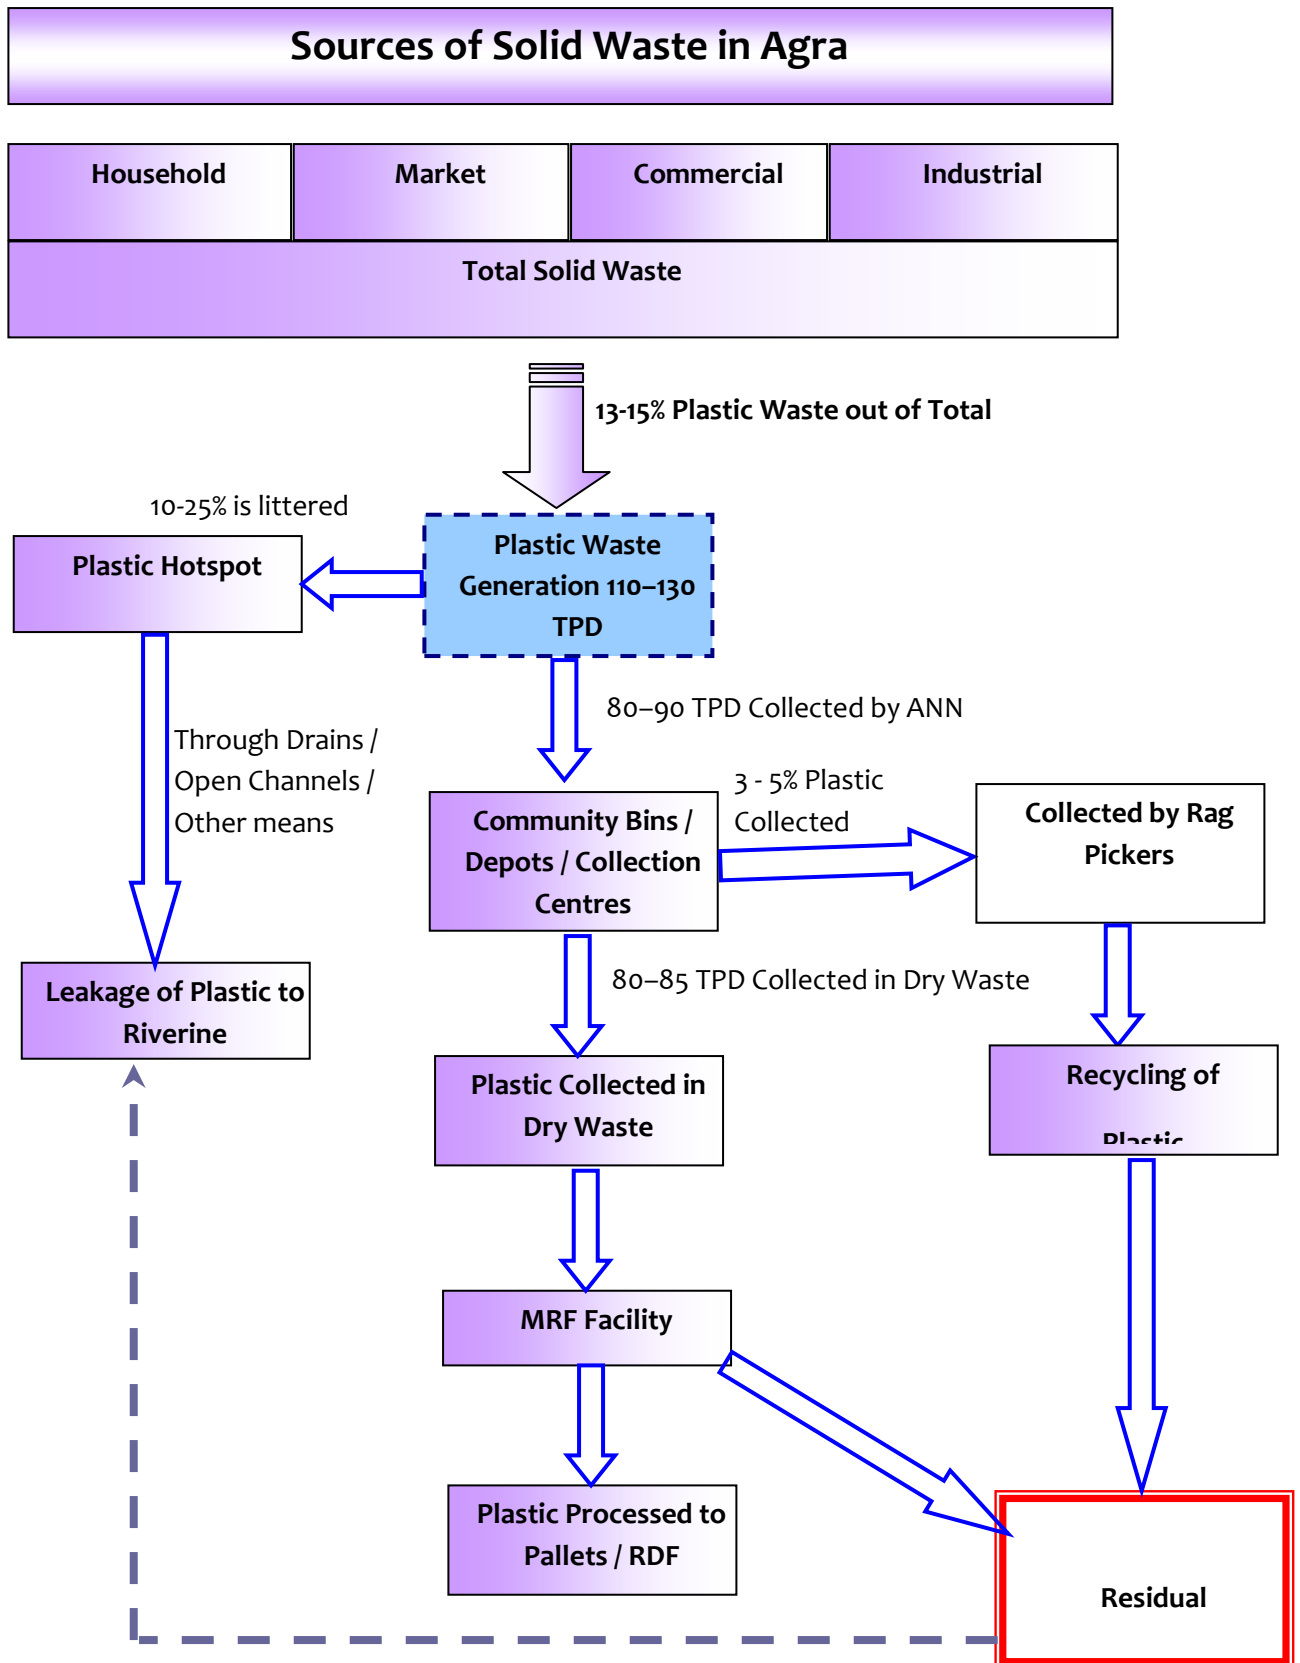 Sources of Solid Waste in Agra
Household
Market
Commercial
Industrial
Total Solid Waste
13-15% Plastic Waste out of Total
10-25% is littered
Plastic Hotspot
Plastic Waste
Generation 110–130
TPD
80–90 TPD Collected by ANN
Through Drains /
Open Channels /
Other means
3 - 5% Plastic
Collected
Community Bins /
Depots / Collection
Centres
Collected by Rag
Pickers
80–85 TPD Collected in Dry Waste
Leakage of Plastic to
Riverine
Plastic Collected in
Dry Waste
Recycling of
Plastic
MRF Facility
Plastic Processed to
Pallets / RDF
Residual